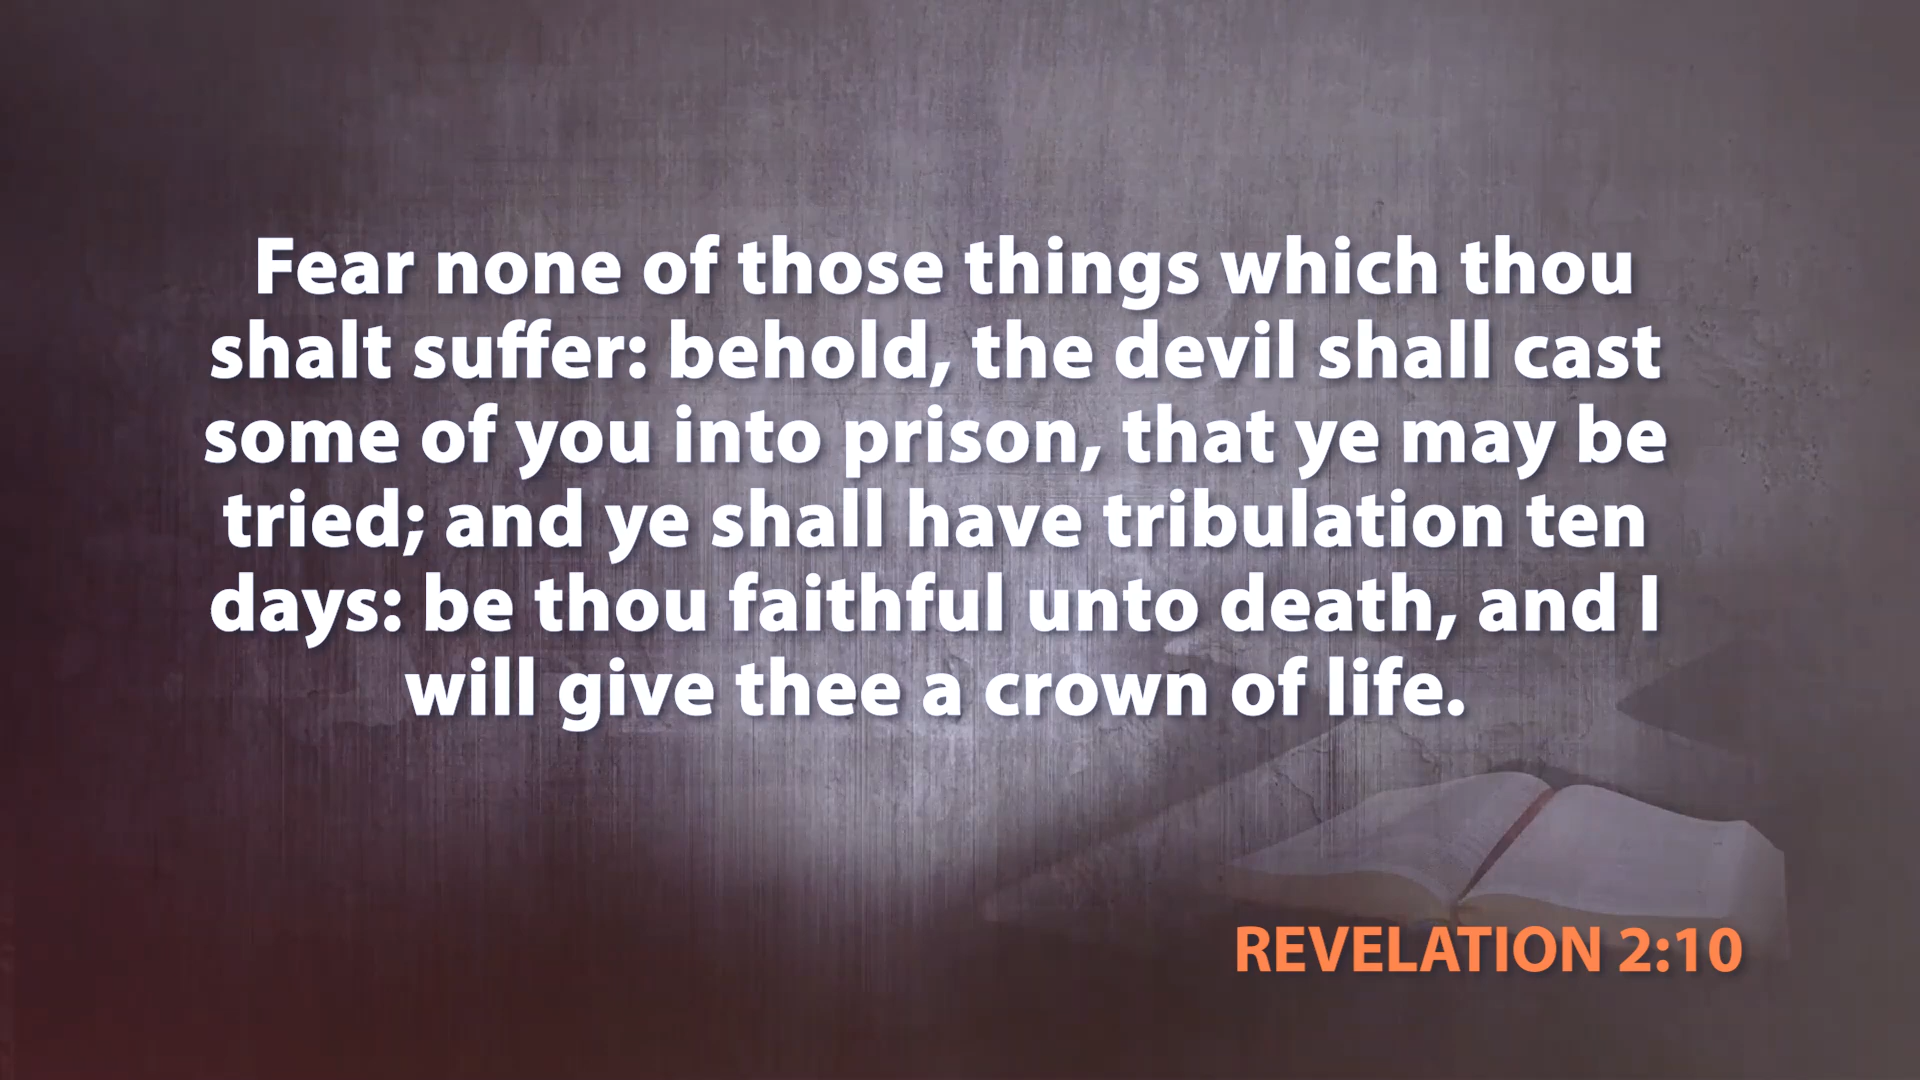 Fear none of those things which thou
shalt suffer: behold, the devil shall cast
some of you into prison, that ye may be
tried; and ye shall have tribulation ten
days: be thou faithful unto death, and I
will give thee a crown of life.
REVELATION 2:10